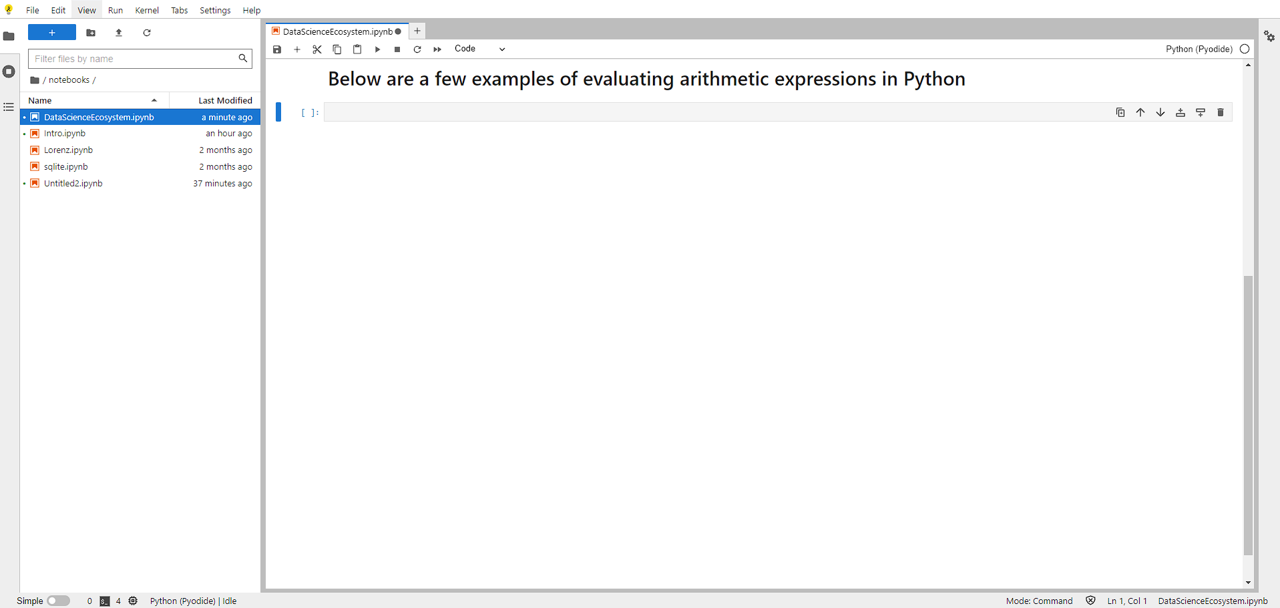 File Edit View Run Kernel Tabs Settings Help
+
Filter files by name
/ notebooks /
Name Last Modified
DataScienceEcosystem.ipynb a minute ago
Intro.ipynb an hour ago
Lorenz.ipynb 2 months ago
sqlite.ipynb 2 months ago
Untitled2.ipynb 37 minutes ago
DataScienceEcosystem.ipynb +
Code Python (Pyodide)
Below are a few examples of evaluating arithmetic expressions in Python
[ ]:
Simple 0 4 Python (Pyodide) | Idle Mode: Command Ln 1, Col 1 DataScienceEcosystem.ipynb